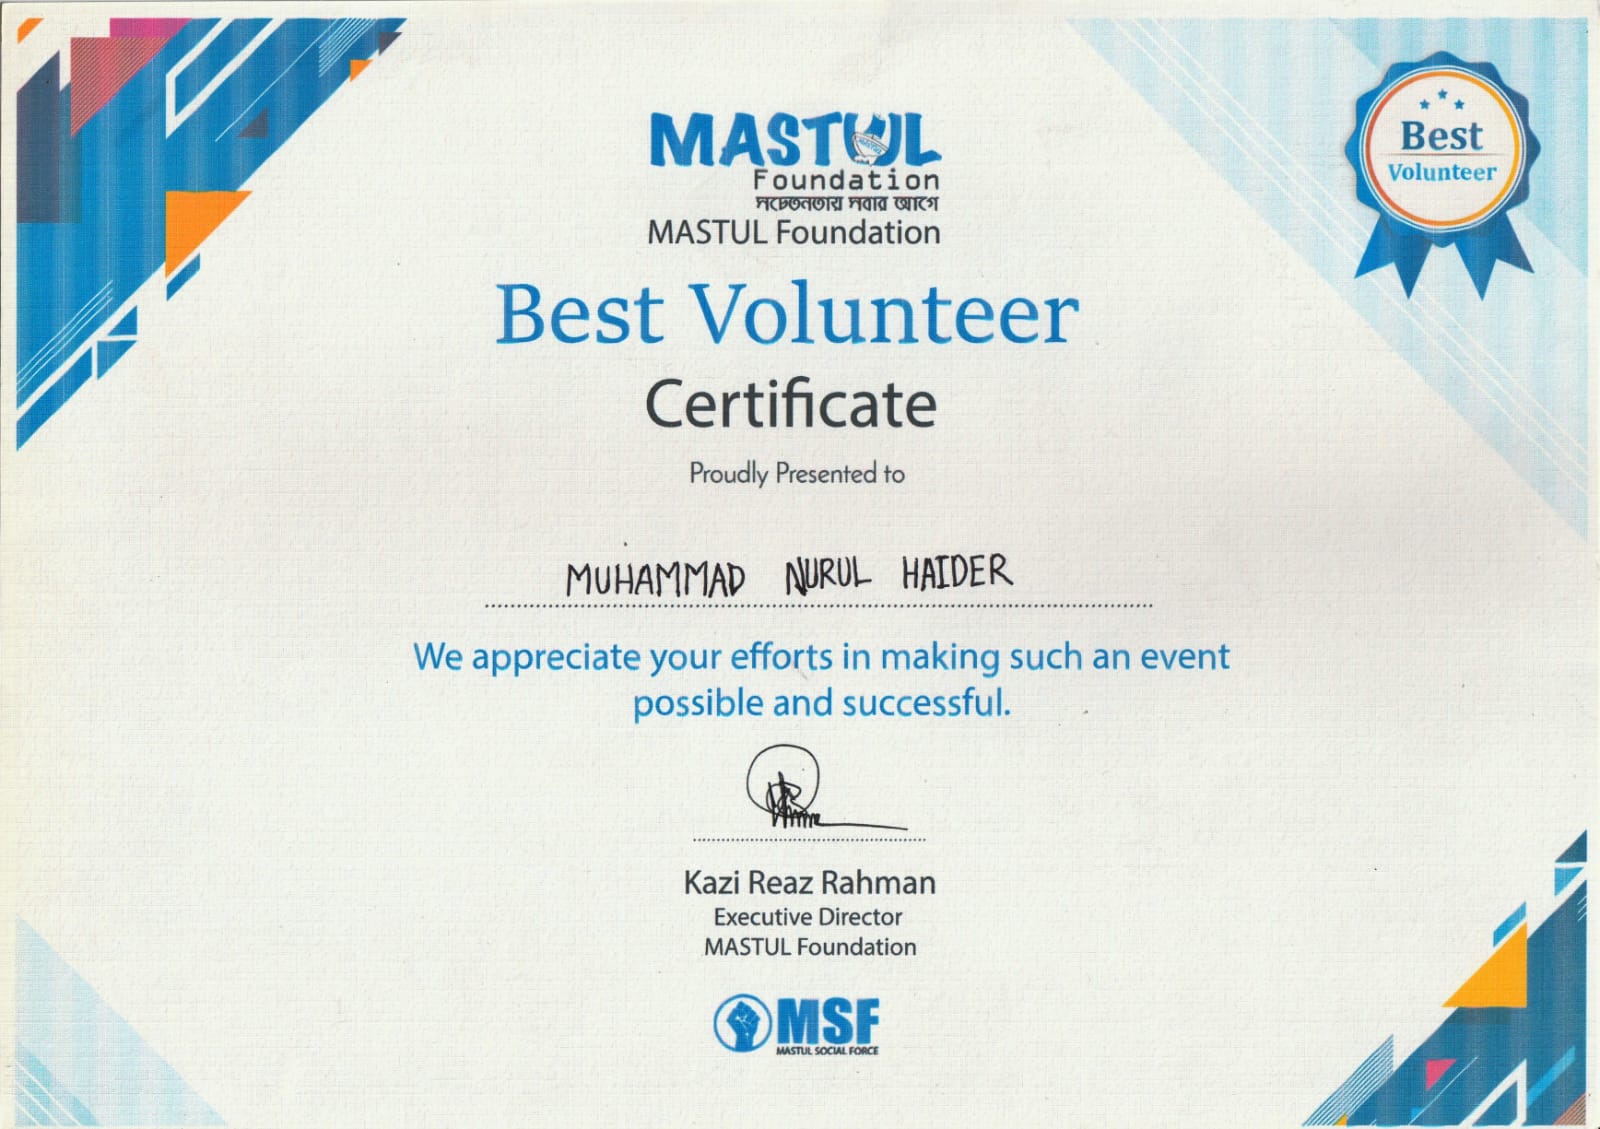 MASTUL
Foundation
সচেতনতায় সবার আগে
MASTUL Foundation
Best
Volunteer
Best Volunteer
Certificate
Proudly Presented to
MUHAMMAD NURUL HAIDER
We appreciate your efforts in making such an event
possible and successful.
Kazi Reaz Rahman
Executive Director
MASTUL Foundation
MSF
MASTUL SOCIAL FORCE